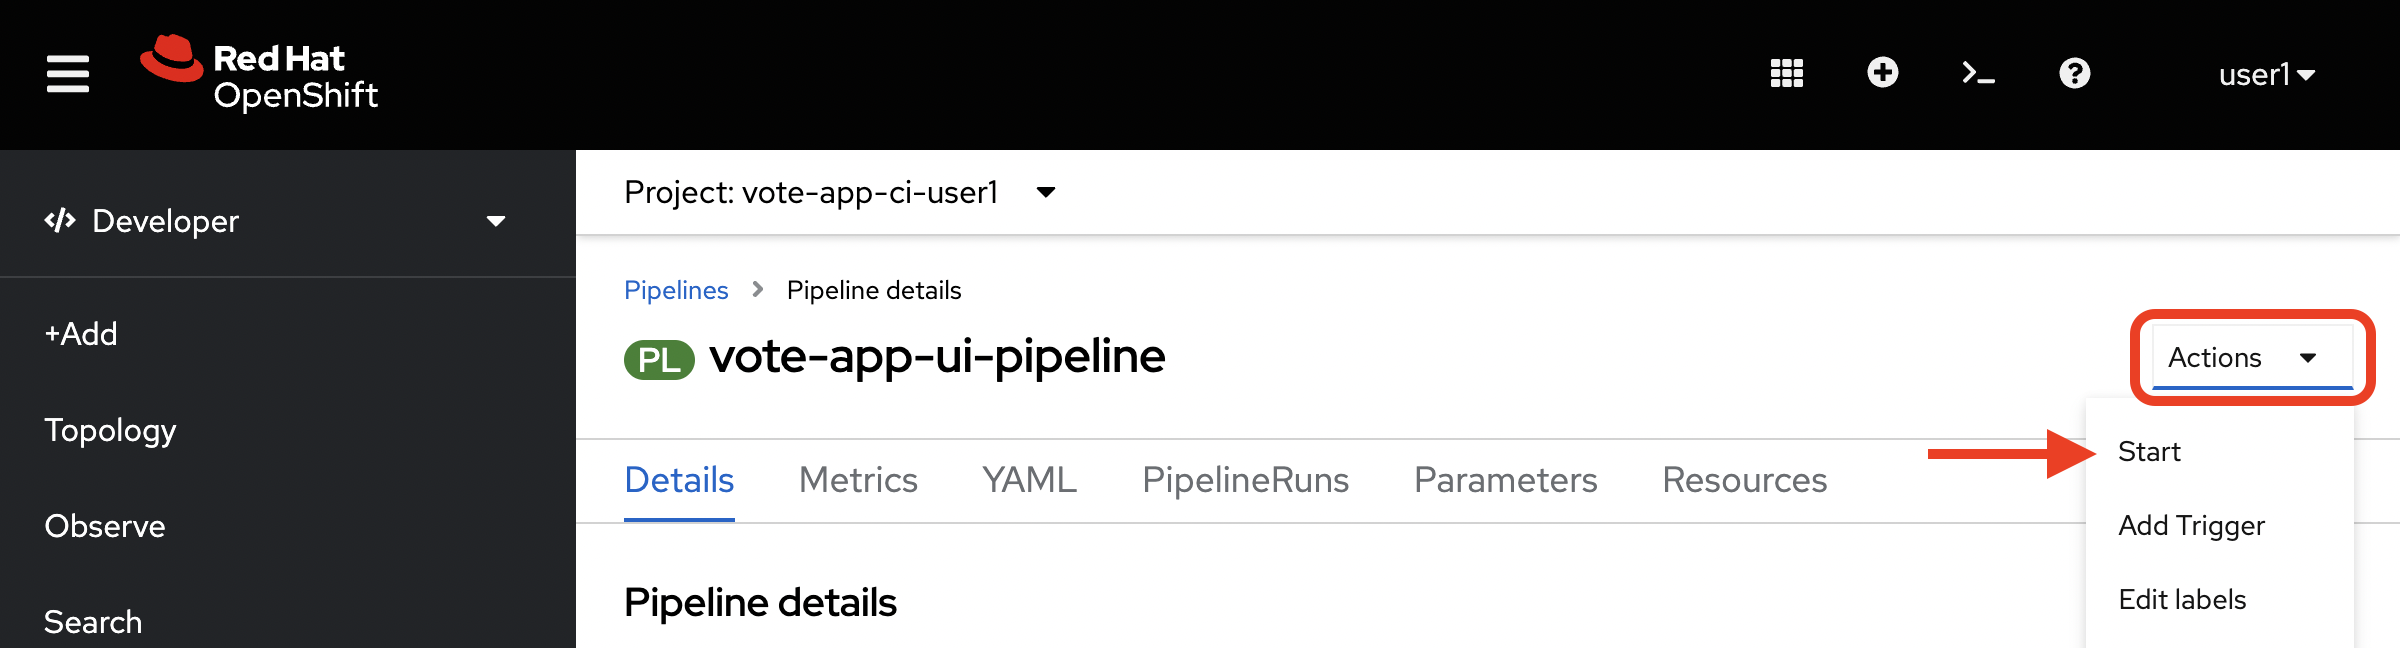 Red Hat
OpenShift
user1
Developer
Project: vote-app-ci-user1
+Add
Topology
Observe
Search
Pipelines > Pipeline details
PL vote-app-ui-pipeline
Actions
Start
Add Trigger
Edit labels
Details Metrics YAML PipelineRuns Parameters Resources
Pipeline details